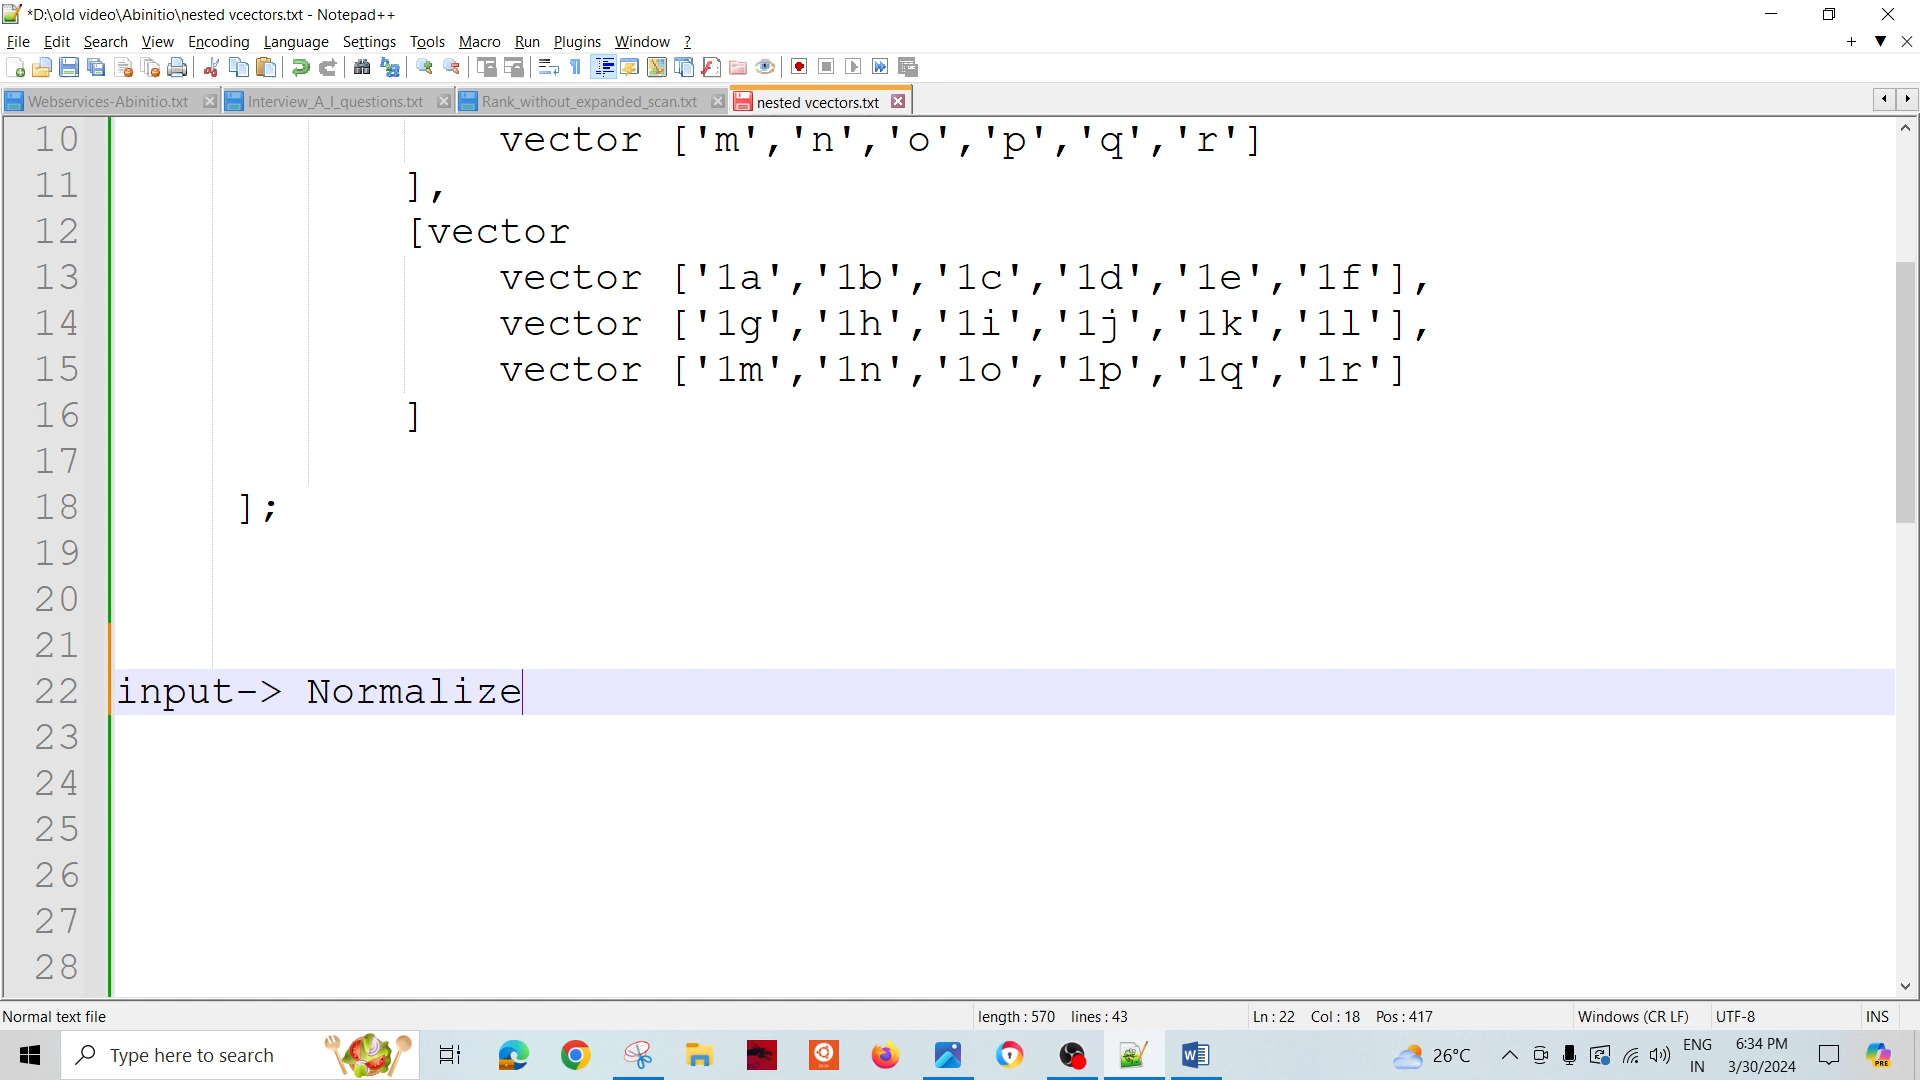 *D:\old video\Abinitio\nested vcectors.txt - Notepad++
File Edit Search View Encoding Language Settings Tools Macro Run Plugins Window ?
Webservices-Abinitio.txt Interview_A_I_questions.txt Rank_without_expanded_scan.txt nested vcectors.txt
10 vector ['m','n','o','p','q','r']
11 ],
12 [vector
13 vector ['1a','1b','1c','1d','1e','1f'],
14 vector ['1g','1h','1i','1j','1k','1l'],
15 vector ['1m','1n','1o','1p','1q','1r']
16 ]
17
18 ];
19
20
21
22 input-> Normalize
23
24
25
26
27
28
Normal text file length : 570 lines : 43 Ln : 22 Col : 18 Pos : 417 Windows (CR LF) UTF-8 INS
Type here to search 26°C ENG IN 6:34 PM 3/30/2024 PRE